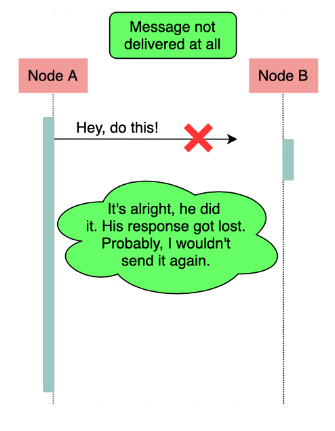 Message not
delivered at all
Node A
Node B
Hey, do this!
It's alright, he did
it. His response got lost.
Probably, I wouldn't
send it again.